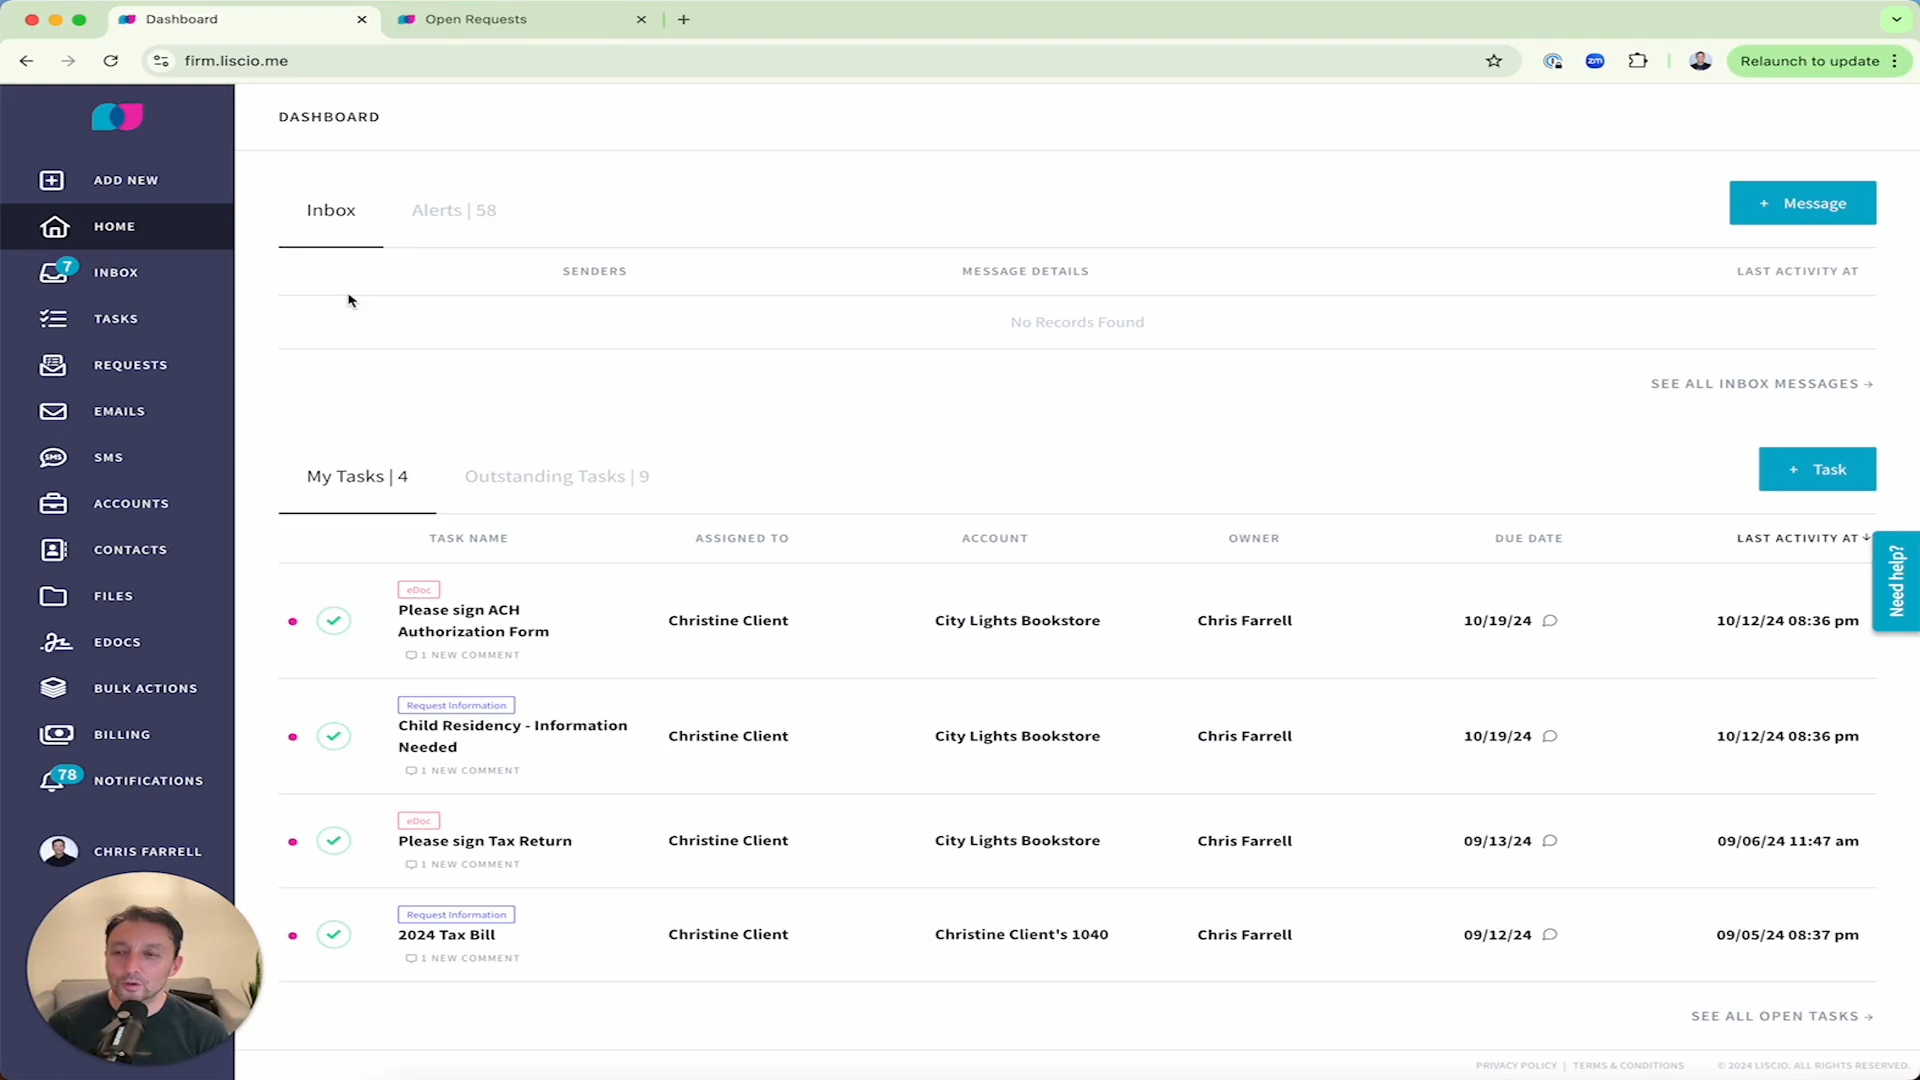 Dashboard
Open Requests
firm.liscio.me
zm
Relaunch to update
ADD NEW
HOME
7
INBOX
TASKS
REQUESTS
EMAILS
SMS
SMS
ACCOUNTS
CONTACTS
FILES
EDOCS
BULK ACTIONS
BILLING
78
NOTIFICATIONS
CHRIS FARRELL
DASHBOARD
Inbox
Alerts | 58
+ Message
SENDERS
MESSAGE DETAILS
LAST ACTIVITY AT
No Records Found
SEE ALL INBOX MESSAGES →
My Tasks | 4
Outstanding Tasks | 9
+ Task
TASK NAME
ASSIGNED TO
ACCOUNT
OWNER
DUE DATE
LAST ACTIVITY AT ↓
eDoc
Please sign ACH
Authorization Form
1 NEW COMMENT
Christine Client
City Lights Bookstore
Chris Farrell
10/19/24
10/12/24 08:36 pm
Request Information
Child Residency - Information
Needed
1 NEW COMMENT
Christine Client
City Lights Bookstore
Chris Farrell
10/19/24
10/12/24 08:36 pm
eDoc
Please sign Tax Return
1 NEW COMMENT
Christine Client
City Lights Bookstore
Chris Farrell
09/13/24
09/06/24 11:47 am
Request Information
2024 Tax Bill
1 NEW COMMENT
Christine Client
Christine Client's 1040
Chris Farrell
09/12/24
09/05/24 08:37 pm
SEE ALL OPEN TASKS →
Need help?
PRIVACY POLICY | TERMS & CONDITIONS
© 2024 LISCIO. ALL RIGHTS RESERVED.